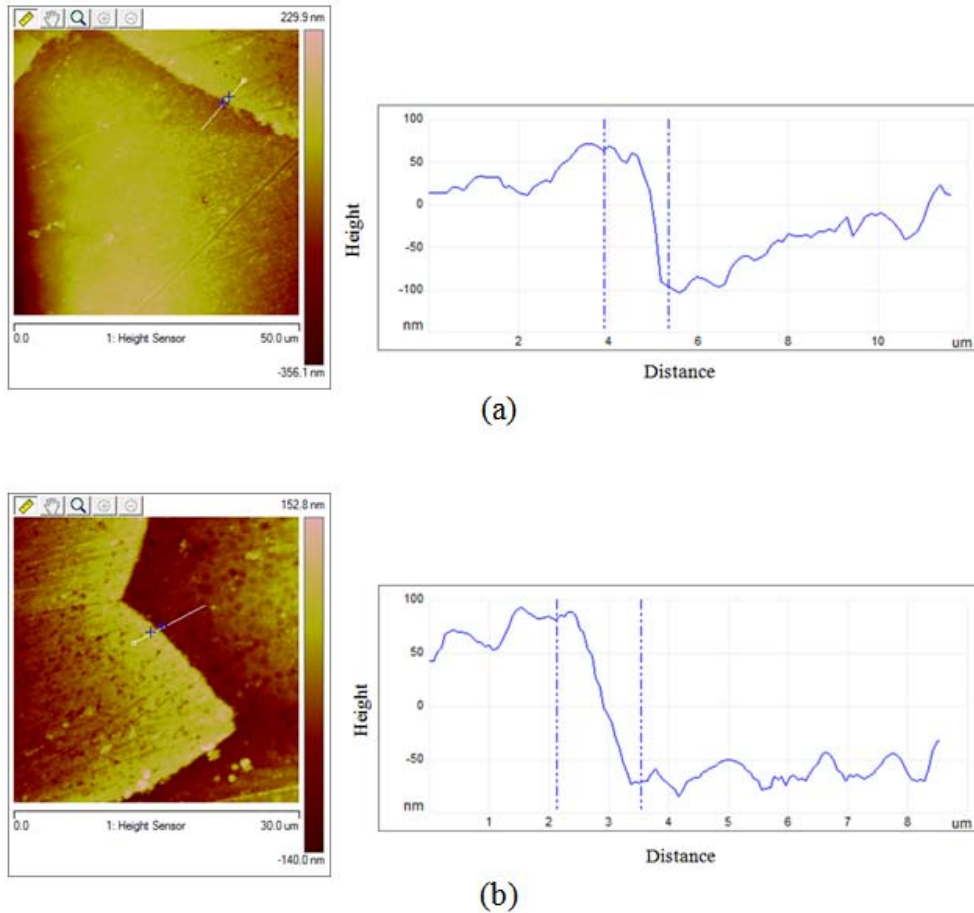 229.9 nm
0.0
1: Height Sensor
50.0 um
-356.1 nm
Height
100
50
0
-50
-100
nm
2
4
6
8
10
um
Distance
(a)
152.8 nm
0.0
1: Height Sensor
30.0 um
-140.0 nm
Height
100
50
0
-50
nm
1
2
3
4
5
6
7
8
um
Distance
(b)